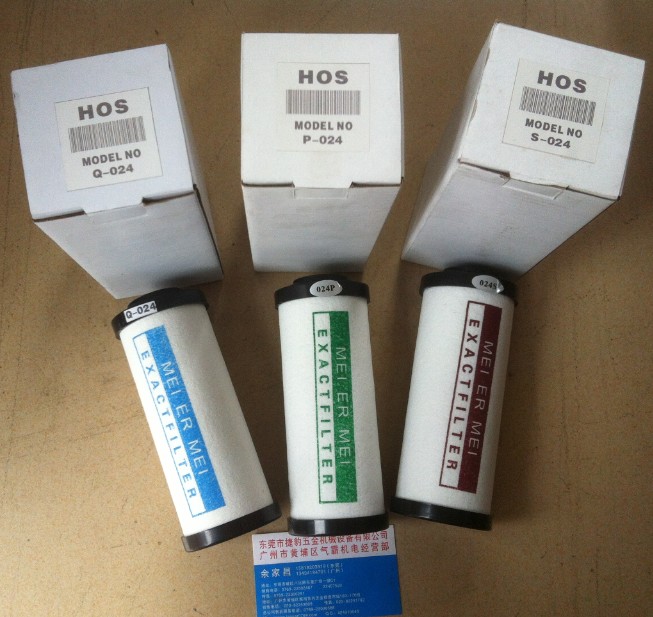 HOS
MODEL NO
Q-024
HOS
MODEL NO
P-024
HOS
MODEL NO
S-024
Q-024
MEI ER MEI
EXACTFILTER
024P
MEI ER MEI
EXACTFILTER
024S
MEI ER MEI
EXACTFILTER
东莞市捷豹五金机械设备有限公司
广州市黄埔区气霸机电经营部
余家昌